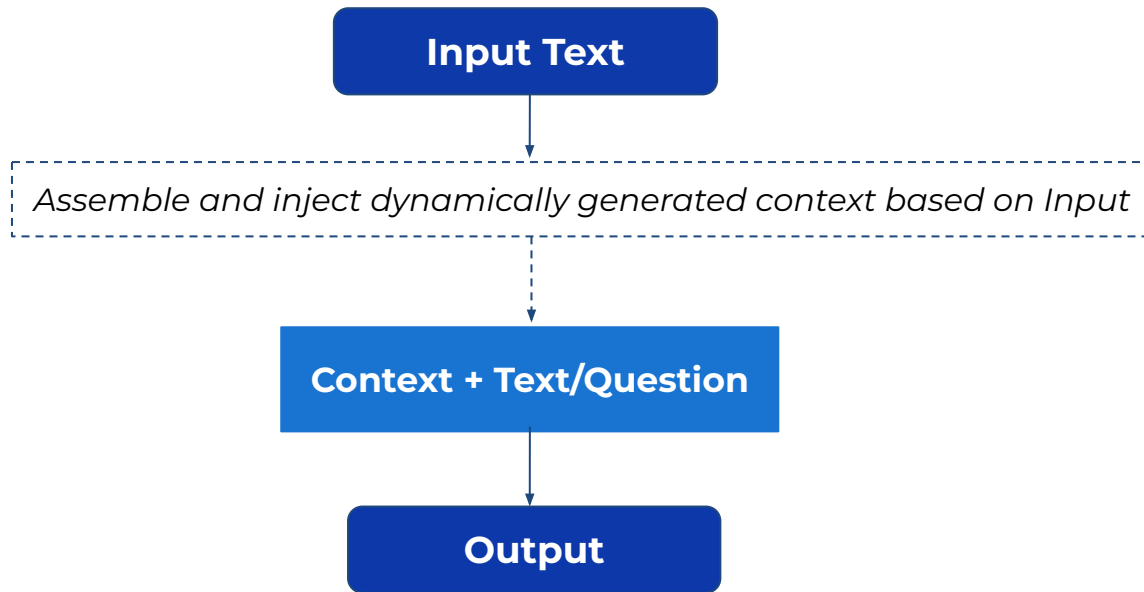 Input Text
Assemble and inject dynamically generated context based on Input
Context + Text/Question
Output